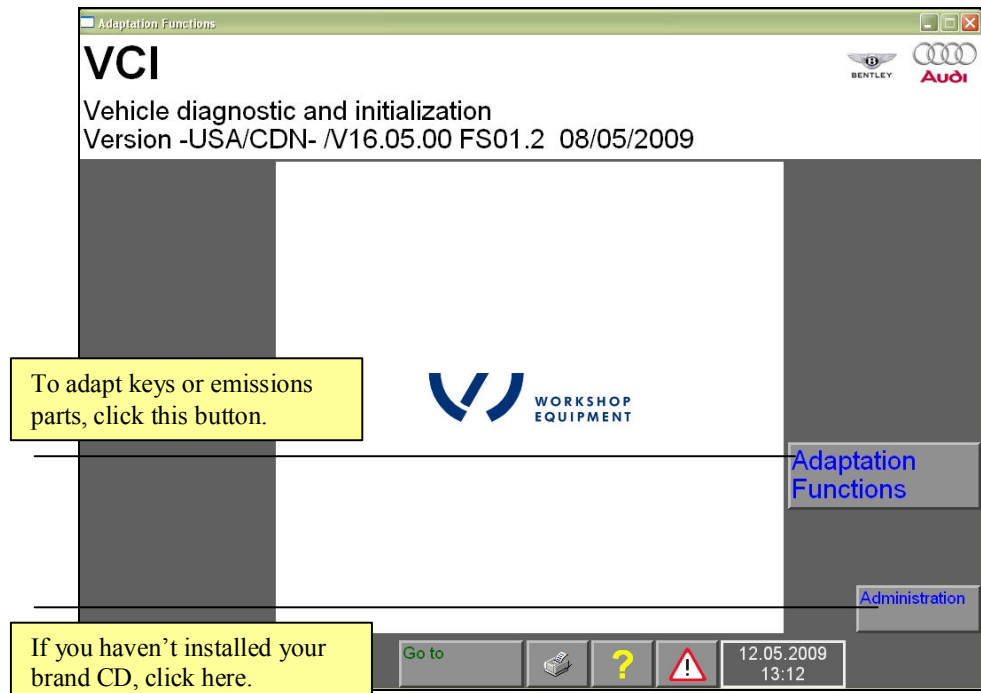 Adaptation Functions
VCI
BENTLEY
Audi
Vehicle diagnostic and initialization
Version -USA/CDN- /V16.05.00 FS01.2 08/05/2009
To adapt keys or emissions
parts, click this button.
WORKSHOP
EQUIPMENT
Adaptation
Functions
Administration
If you haven’t installed your
brand CD, click here.
Go to
?
12.05.2009
13:12